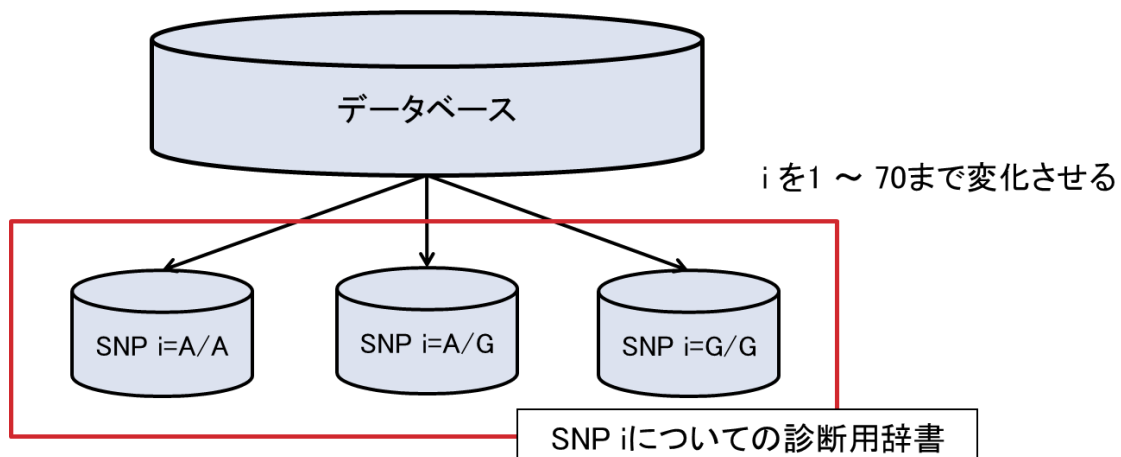 データベース
i を1 ～ 70まで変化させる
SNP i=A/A
SNP i=A/G
SNP i=G/G
SNP iについての診断用辞書